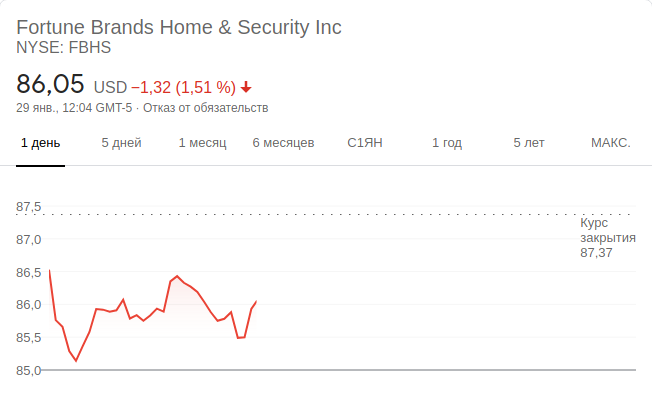 Fortune Brands Home & Security Inc
NYSE: FBHS
86,05 USD −1,32 (1,51 %)
29 янв., 12:04 GMT-5 · Отказ от обязательств
1 день 5 дней 1 месяц 6 месяцев С1ЯН 1 год 5 лет МАКС.
87,5
Курс
закрытия
87,37
87,0
86,5
86,0
85,5
85,0